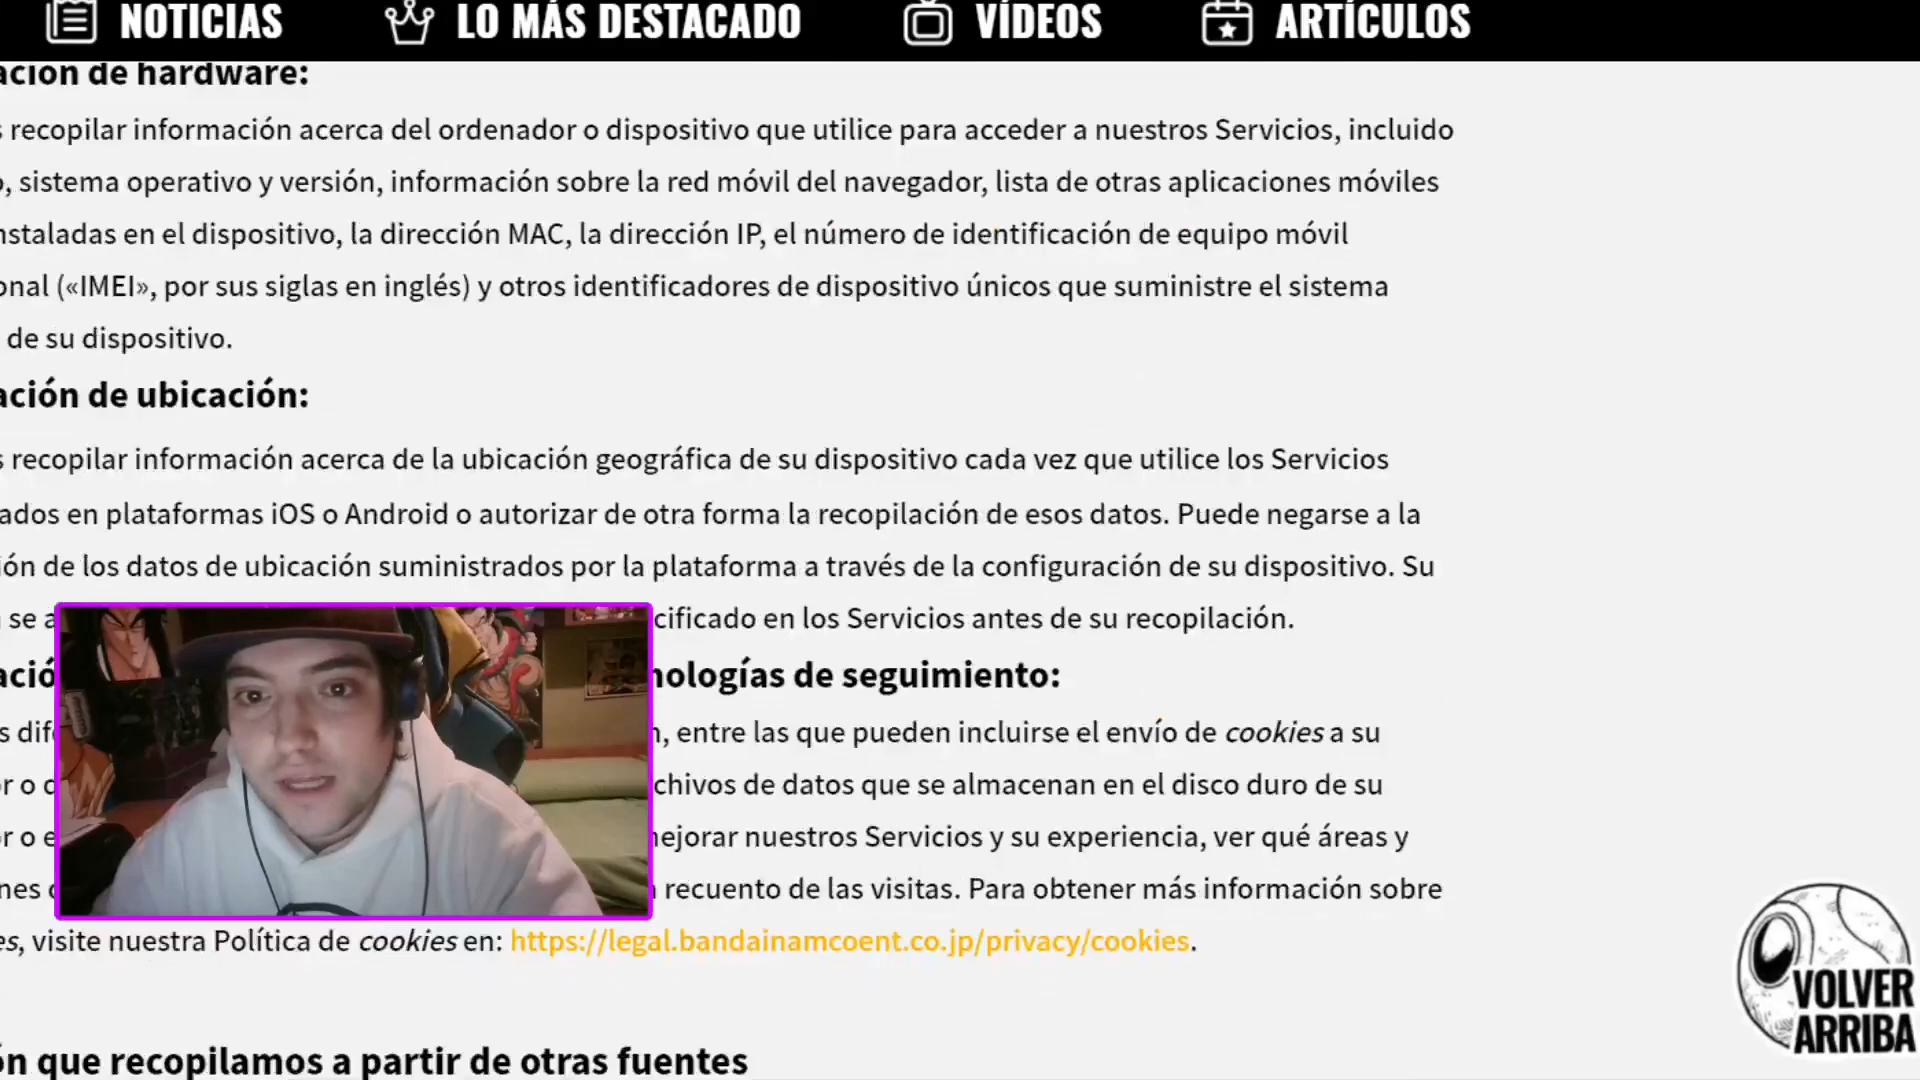 NOTICIAS LO MÁS DESTACADO VÍDEOS ARTÍCULOS
ación de hardware:
recopilar información acerca del ordenador o dispositivo que utilice para acceder a nuestros Servicios, incluido
, sistema operativo y versión, información sobre la red móvil del navegador, lista de otras aplicaciones móviles
nstaladas en el dispositivo, la dirección MAC, la dirección IP, el número de identificación de equipo móvil
onal («IMEI», por sus siglas en inglés) y otros identificadores de dispositivo únicos que suministre el sistema
de su dispositivo.
ación de ubicación:
recopilar información acerca de la ubicación geográfica de su dispositivo cada vez que utilice los Servicios
ados en plataformas iOS o Android o autorizar de otra forma la recopilación de esos datos. Puede negarse a la
ión de los datos de ubicación suministrados por la plataforma a través de la configuración de su dispositivo. Su
se a cificado en los Servicios antes de su recopilación.
ació nologías de seguimiento:
s dif n, entre las que pueden incluirse el envío de cookies a su
r o chivos de datos que se almacenan en el disco duro de su
r o e mejorar nuestros Servicios y su experiencia, ver qué áreas y
nes recuento de las visitas. Para obtener más información sobre
es, visite nuestra Política de cookies en: https://legal.bandainamcoent.co.jp/privacy/cookies.
ón que recopilamos a partir de otras fuentes
VOLVER
ARRIBA